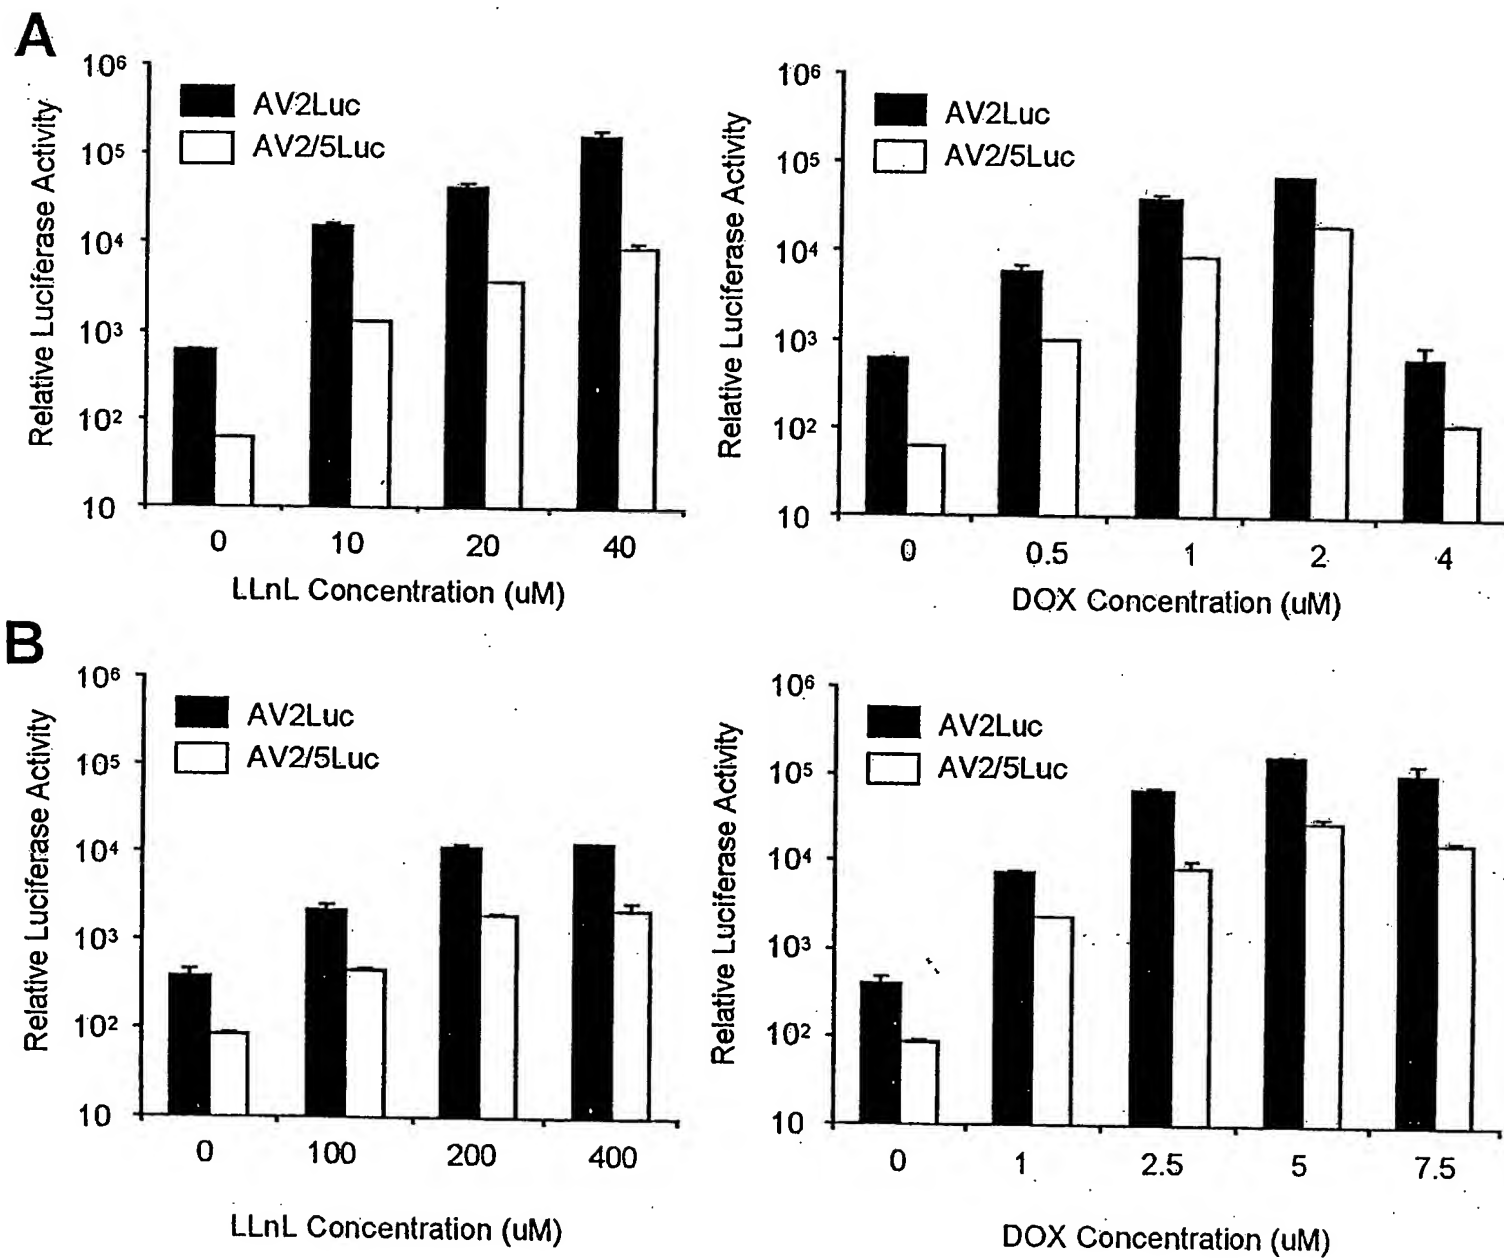 A
10⁶
10⁵
10⁴
10³
10²
10
Relative Luciferase Activity
AV2Luc
AV2/5Luc
0 10 20 40
LLnL Concentration (uM)
10⁶
10⁵
10⁴
10³
10²
10
Relative Luciferase Activity
AV2Luc
AV2/5Luc
0 0.5 1 2 4
DOX Concentration (uM)
B
10⁶
10⁵
10⁴
10³
10²
10
Relative Luciferase Activity
AV2Luc
AV2/5Luc
0 100 200 400
LLnL Concentration (uM)
10⁶
10⁵
10⁴
10³
10²
10
Relative Luciferase Activity
AV2Luc
AV2/5Luc
0 1 2.5 5 7.5
DOX Concentration (uM)